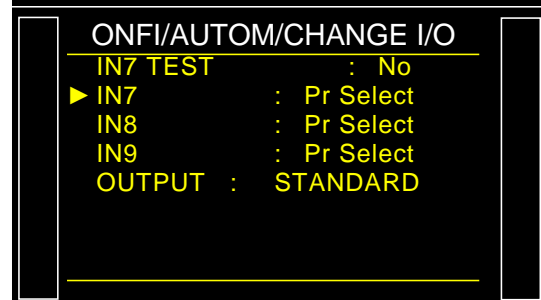 ONFI/AUTOM/CHANGE I/O
IN7 TEST : No
► IN7 : Pr Select
IN8 : Pr Select
IN9 : Pr Select
OUTPUT : STANDARD